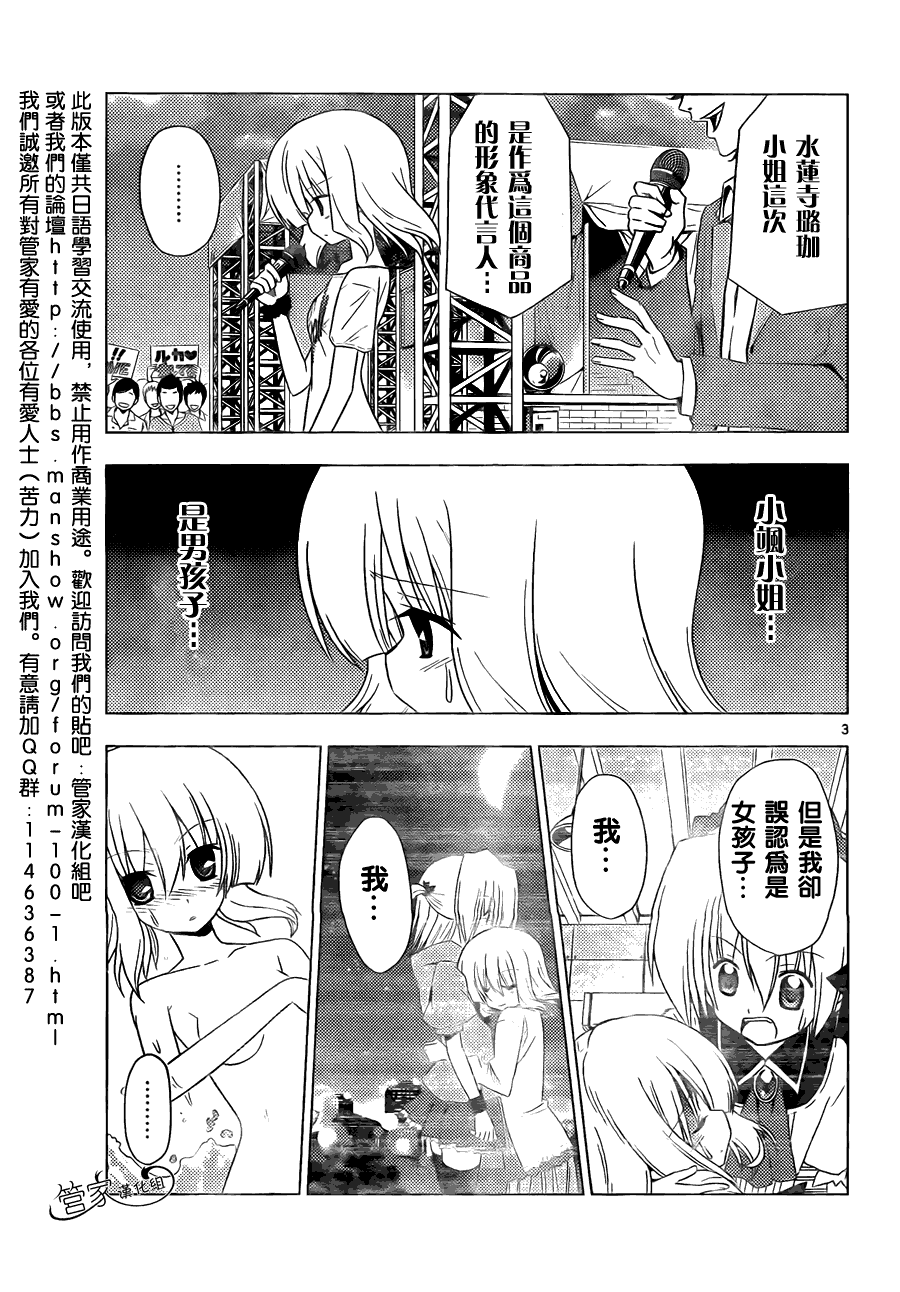 水蓮寺璐珈
小姐這次
是作爲這個商品
的形象代言人…
………
!!
ルカ♥
小颯小姐…
是男孩子…
3
但是我卻
誤認為是
女孩子…
我…
我…
………
此版本僅共日語學習交流使用，禁止用作商業用途。歡迎訪問我們的貼吧：管家漢化組吧
或者我們的論壇http://bbs.manshow.org/forum-100-1.html
我們誠邀所有對管家有愛的各位有愛人士（苦力）加入我們。有意請加QQ群：114636387
管家漢化組